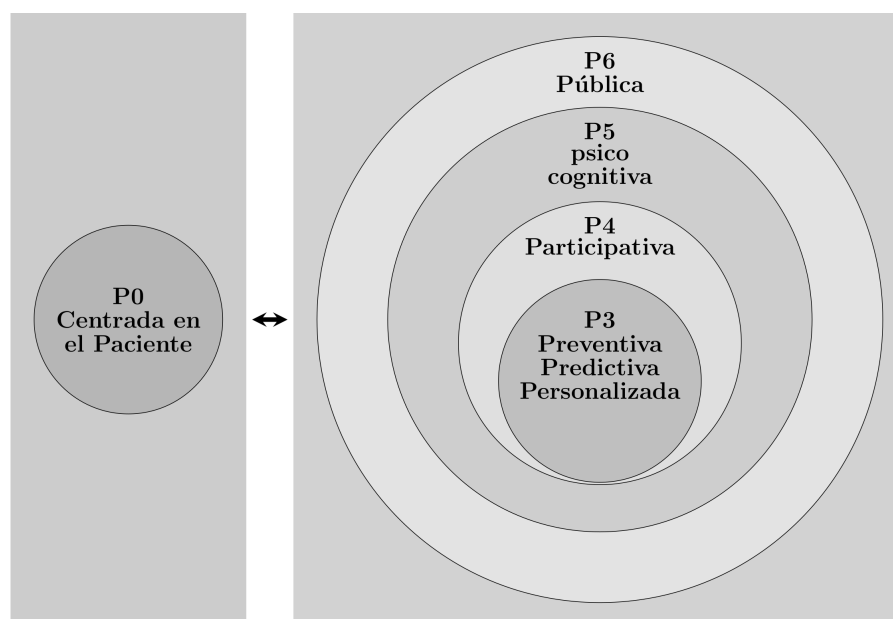 P0
Centrada en
el Paciente
P6
Pública
P5
psico
cognitiva
P4
Participativa
P3
Preventiva
Predictiva
Personalizada